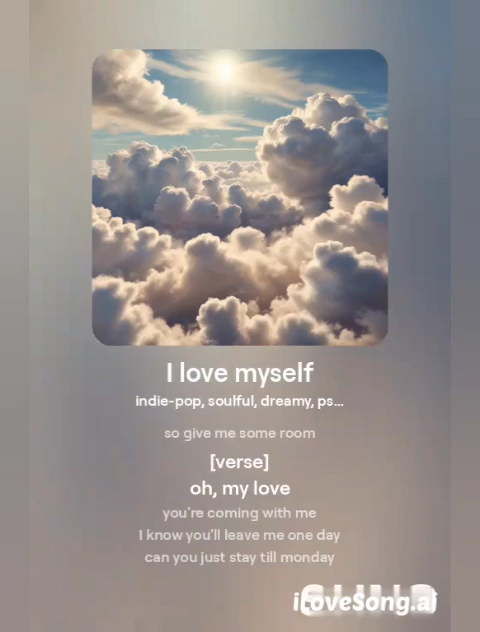 I love myself
indie-pop, soulful, dreamy, ps...
so give me some room
[verse]
oh, my love
you're coming with me
I know you'll leave me one day
can you just stay till monday
iLoveSong.ai